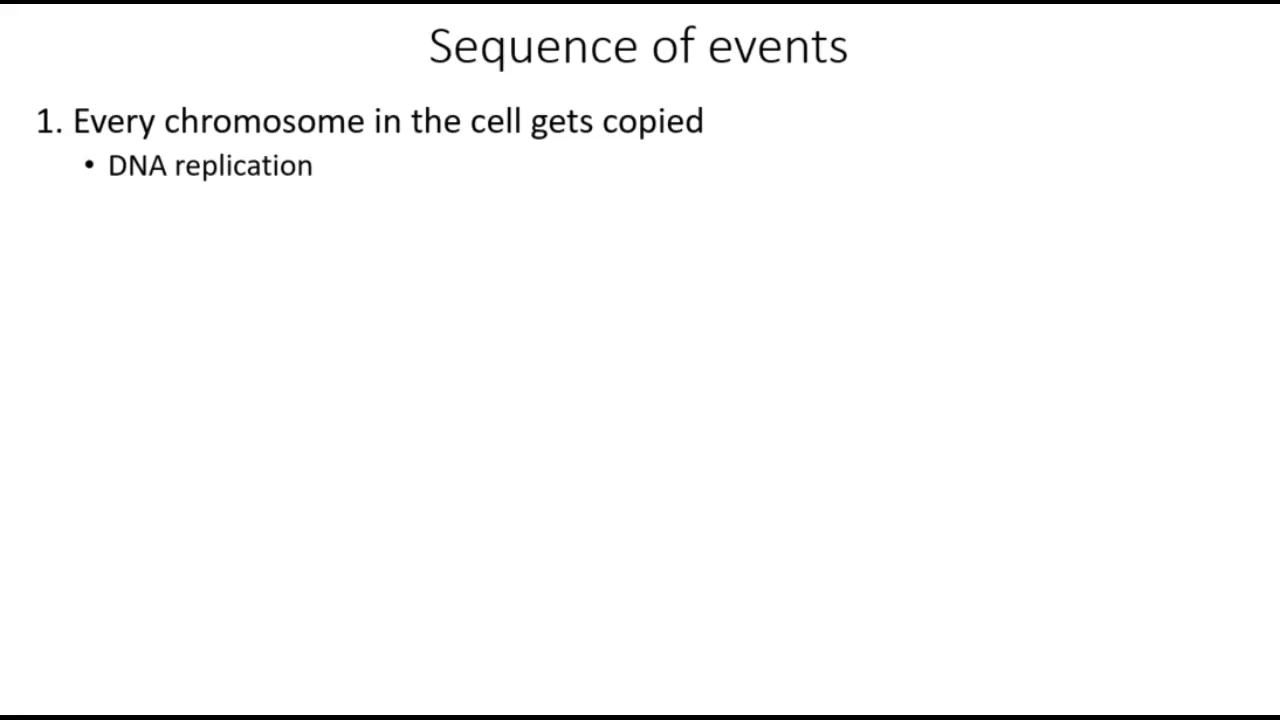 Sequence of events
1. Every chromosome in the cell gets copied
• DNA replication